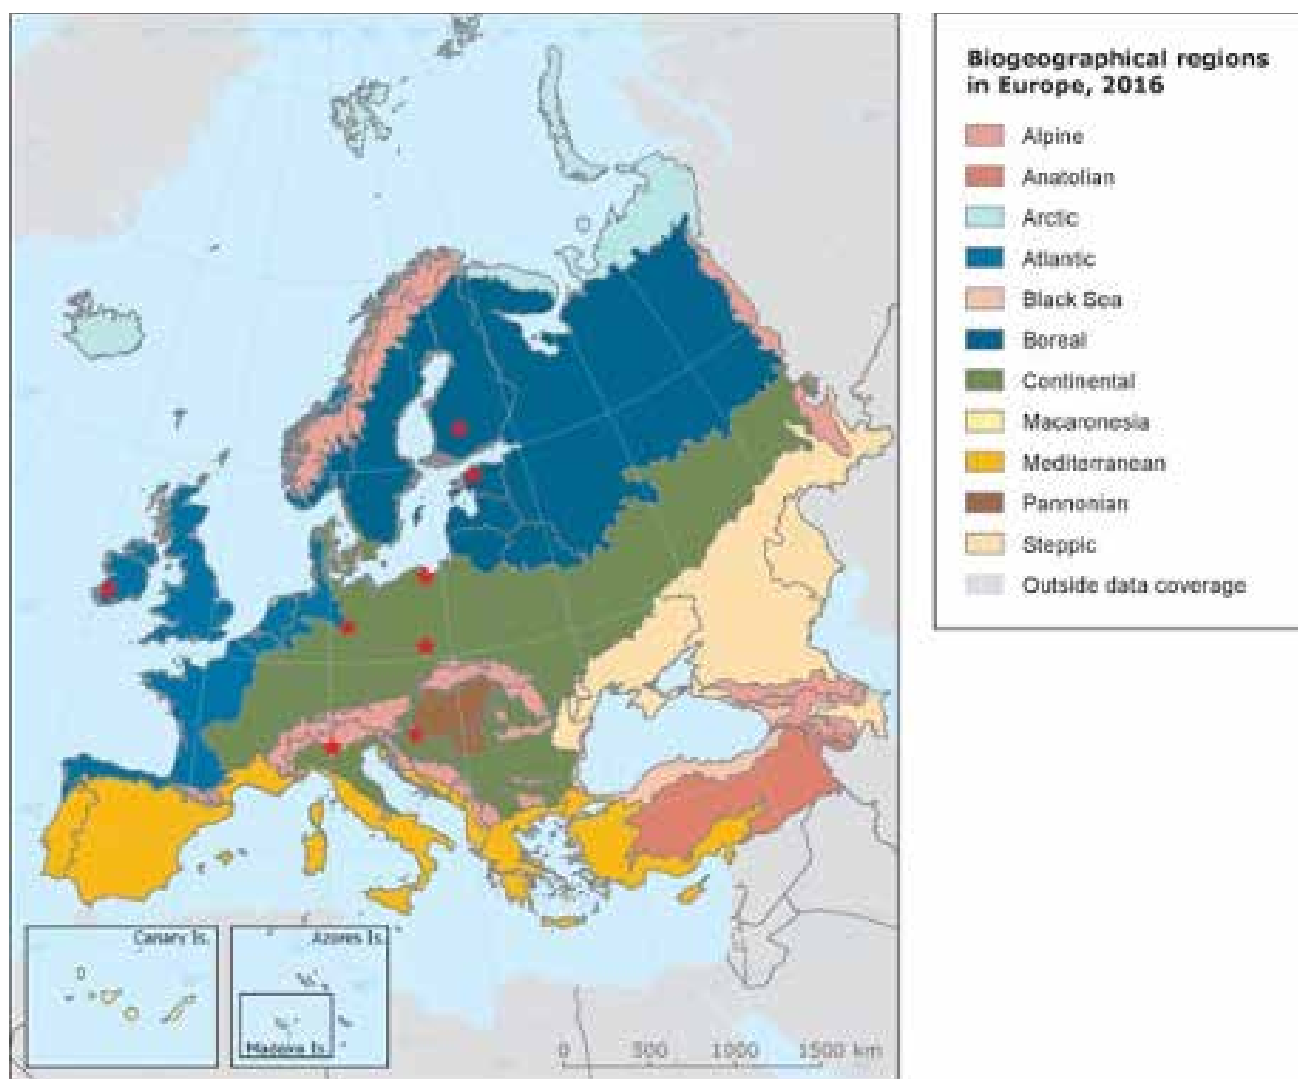 Biogeographical regions
in Europe, 2016
Alpine
Anatolian
Arctic
Atlantic
Black Sea
Boreal
Continental
Macaronesia
Mediterranean
Pannonian
Steppic
Outside data coverage
Canary Is.
Azores Is.
Madeira Is.
0 500 1000 1500 km